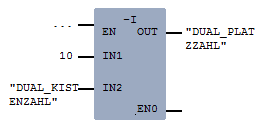 -I
...
EN OUT "DUAL_PLAT
ZZAHL"
10 IN1
"DUAL_KIST
ENZAHL" IN2
ENO